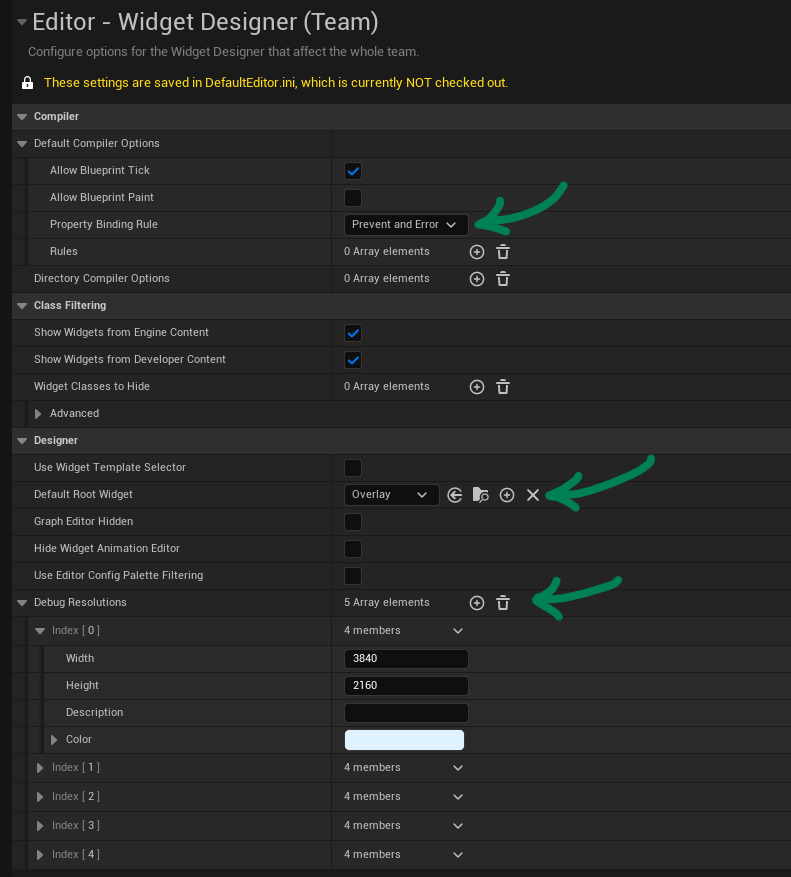 Editor - Widget Designer (Team)
Configure options for the Widget Designer that affect the whole team.
These settings are saved in DefaultEditor.ini, which is currently NOT checked out.
Compiler
Default Compiler Options
Allow Blueprint Tick
Allow Blueprint Paint
Property Binding Rule Prevent and Error
Rules 0 Array elements
Directory Compiler Options 0 Array elements
Class Filtering
Show Widgets from Engine Content
Show Widgets from Developer Content
Widget Classes to Hide 0 Array elements
Advanced
Designer
Use Widget Template Selector
Default Root Widget Overlay
Graph Editor Hidden
Hide Widget Animation Editor
Use Editor Config Palette Filtering
Debug Resolutions 5 Array elements
Index [ 0 ] 4 members
Width 3840
Height 2160
Description
Color
Index [ 1 ] 4 members
Index [ 2 ] 4 members
Index [ 3 ] 4 members
Index [ 4 ] 4 members